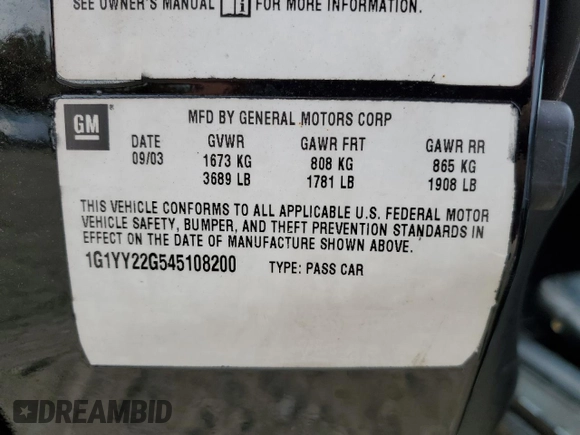 SEE OWNER'S MANUAL FOR MORE INFORMATION.
GM
MFD BY GENERAL MOTORS CORP
DATE GVWR GAWR FRT GAWR RR
09/03 1673 KG 808 KG 865 KG
3689 LB 1781 LB 1908 LB
THIS VEHICLE CONFORMS TO ALL APPLICABLE U.S. FEDERAL MOTOR
VEHICLE SAFETY, BUMPER, AND THEFT PREVENTION STANDARDS IN
EFFECT ON THE DATE OF MANUFACTURE SHOWN ABOVE.
1G1YY22G545108200 TYPE: PASS CAR
DREAMBID